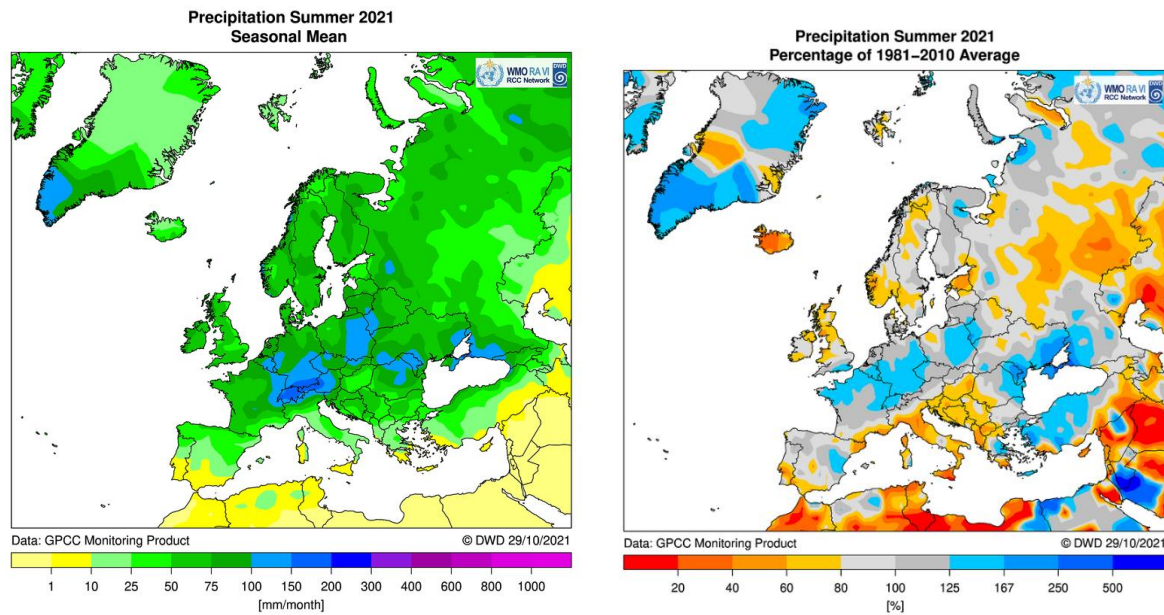 Precipitation Summer 2021
Seasonal Mean
WMO RA VI
RCC Network
DWD
Data: GPCC Monitoring Product
© DWD 29/10/2021
1 10 25 50 75 100 150 200 300 400 600 800 1000
[mm/month]
Precipitation Summer 2021
Percentage of 1981–2010 Average
WMO RA VI
RCC Network
DWD
Data: GPCC Monitoring Product
© DWD 29/10/2021
20 40 60 80 100 125 167 250 500
[%]